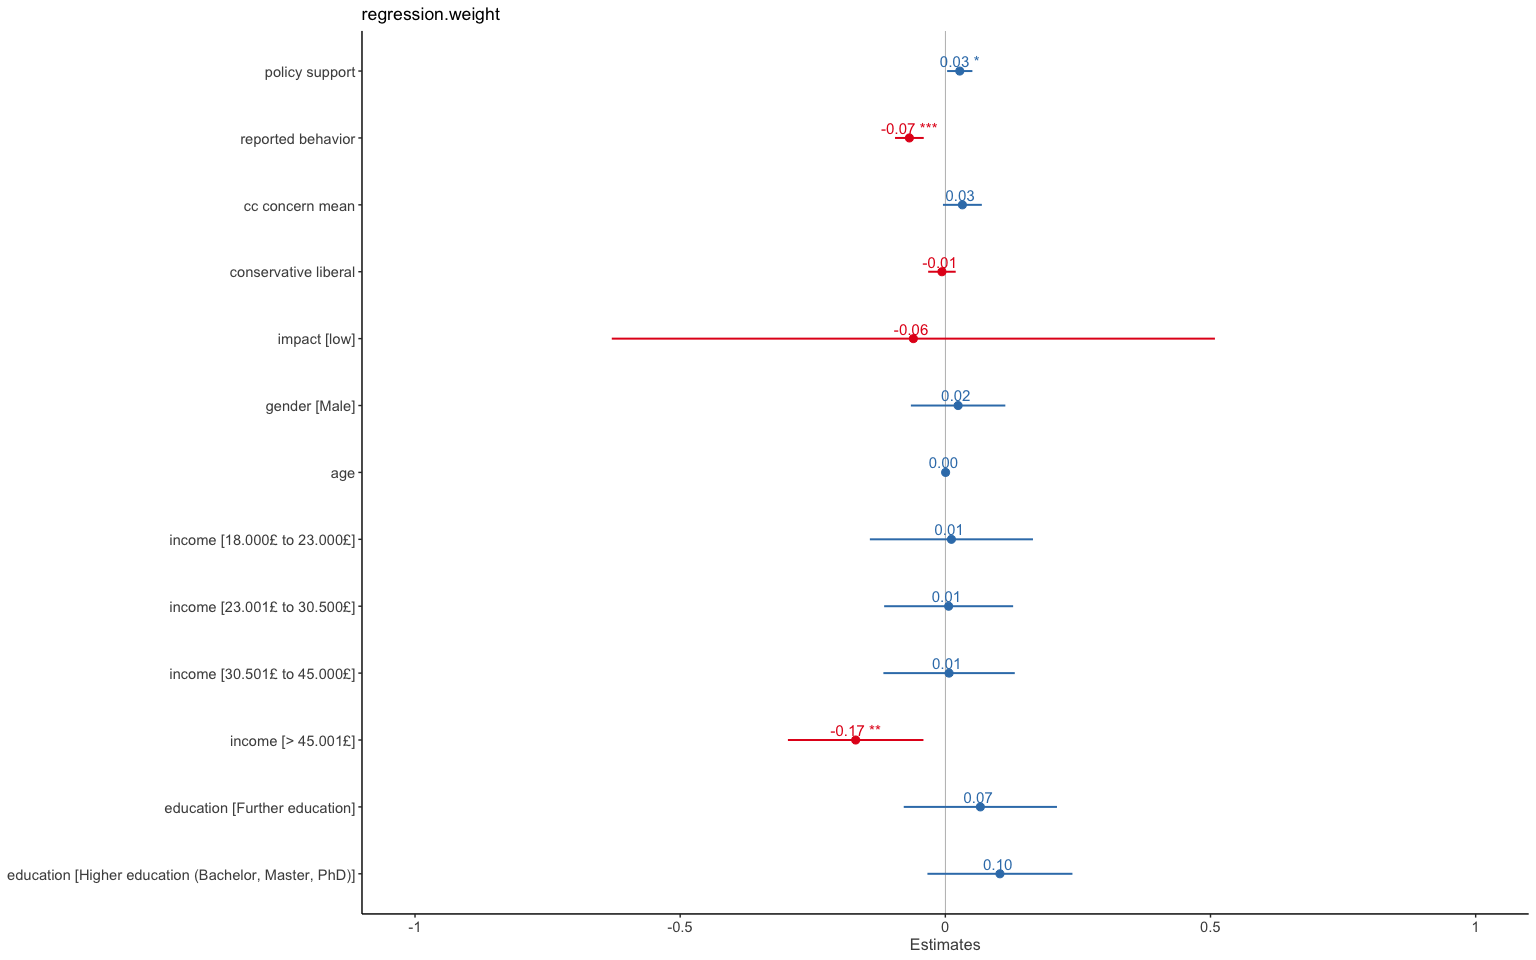 regression.weight
policy support
0.03 *
reported behavior
-0.07 ***
cc concern mean
0.03
conservative liberal
-0.01
impact [low]
-0.06
gender [Male]
0.02
age
0.00
income [18.000£ to 23.000£]
0.01
income [23.001£ to 30.500£]
0.01
income [30.501£ to 45.000£]
0.01
income [> 45.001£]
-0.17 **
education [Further education]
0.07
education [Higher education (Bachelor, Master, PhD)]
0.10
-1
-0.5
0
0.5
1
Estimates